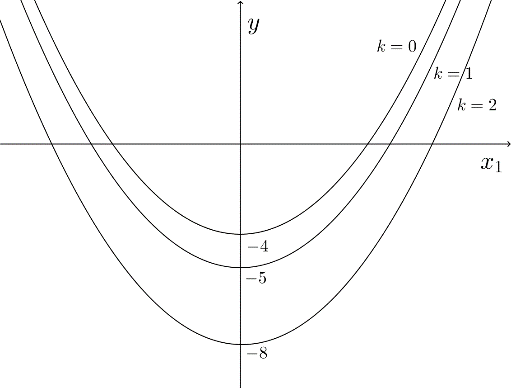 y
k = 0
k = 1
k = 2
x₁
−4
−5
−8